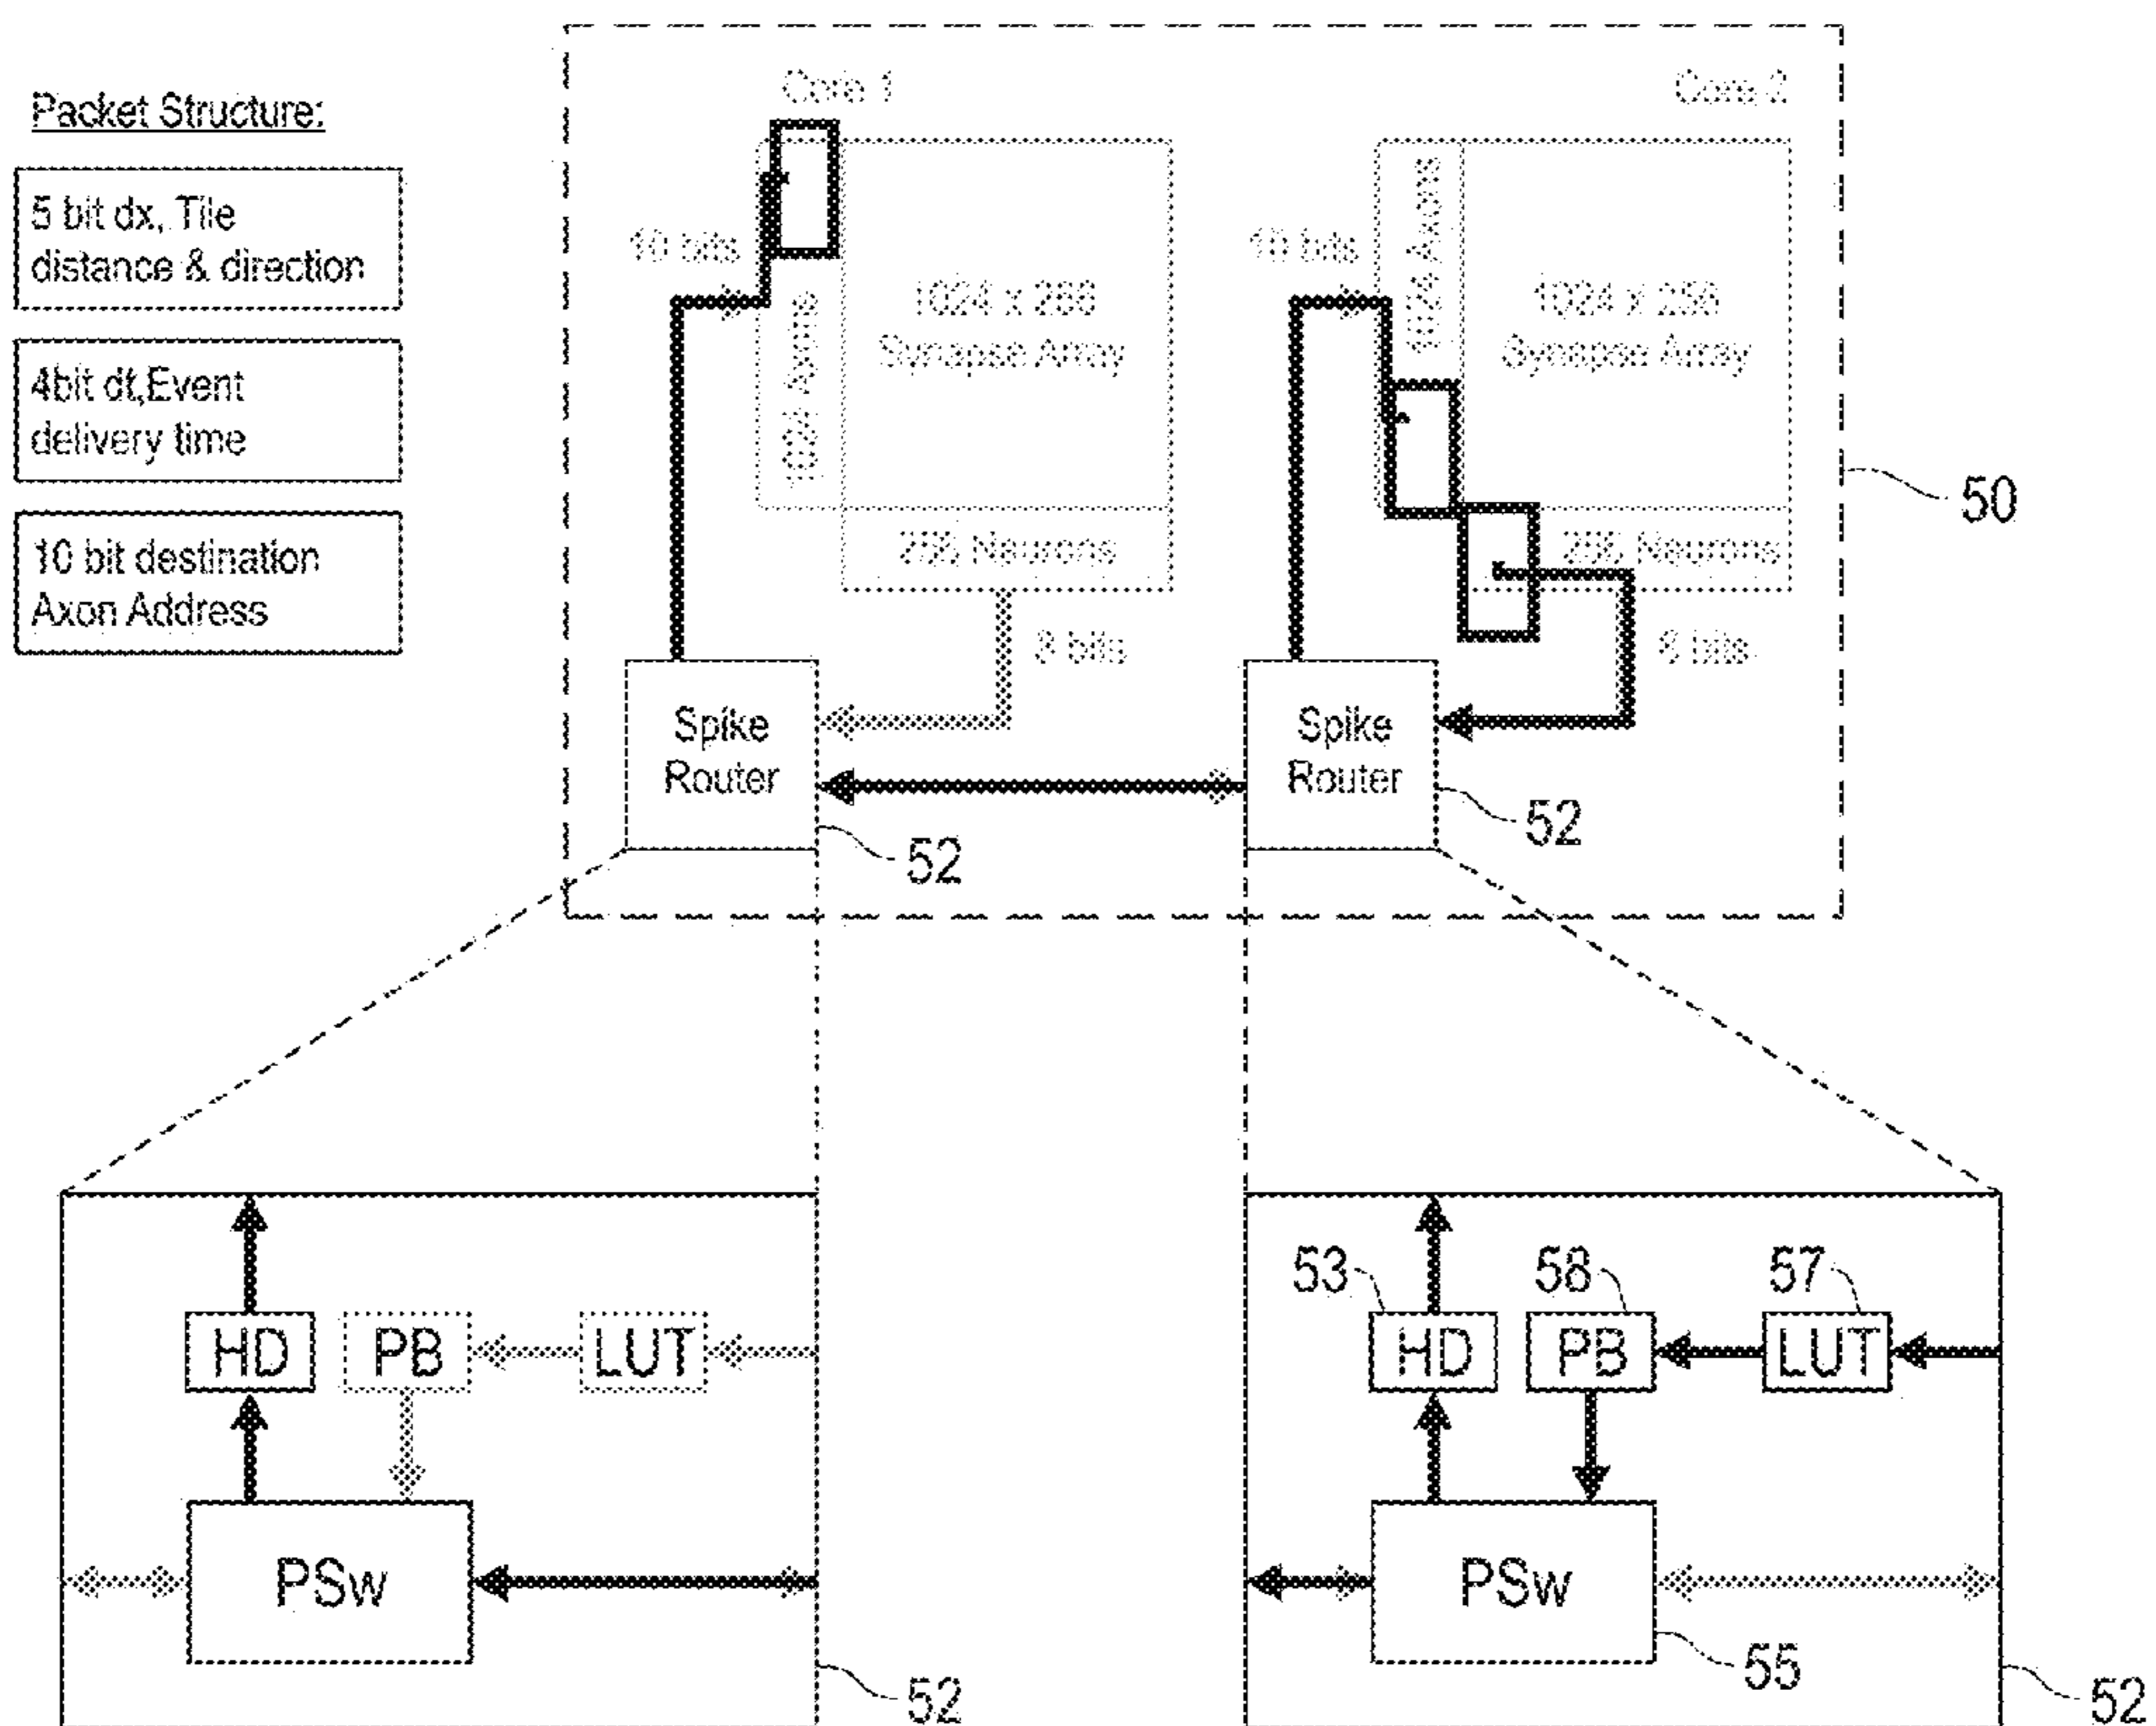 Packet Structure:
5 bit dx, Tile
distance & direction
4bit dt,Event
delivery time
10 bit destination
Axon Address
Core 1
10 bits
1024 Axons
1024 x 256
Synapse Array
256 Neurons
8 bits
Spike
Router
52
Core 2
10 bits
1024 Axons
1024 x 256
Synapse Array
256 Neurons
8 bits
Spike
Router
52
50
HD
PB
LUT
PSw
52
53
58
57
HD
PB
LUT
PSw
55
52